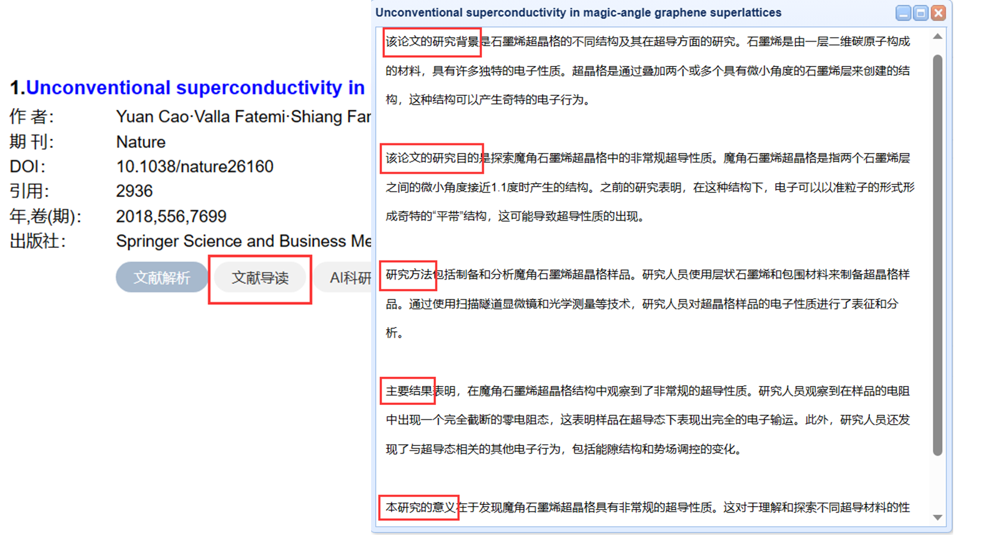 1.Unconventional superconductivity in
作 者： Yuan Cao·Valla Fatemi·Shiang
期 刊： Nature
DOI： 10.1038/nature26160
引用： 2936
年,卷(期)： 2018,556,7699
出版社： Springer Science and Business
文献解析 文献导读 AI科研
Unconventional superconductivity in magic-angle graphene superlattices
该论文的研究背景是石墨烯超晶格的不同结构及其在超导方面的研究。石墨烯是由一层二维碳原子构成
的材料，具有许多独特的电子性质。超晶格是通过叠加两个或多个具有微小角度的石墨烯层来创建的结
构，这种结构可以产生奇特的电子行为。
该论文的研究目的是探索魔角石墨烯超晶格中的非常规超导性质。魔角石墨烯超晶格是指两个石墨烯层
之间的微小角度接近1.1度时产生的结构。之前的研究表明，在这种结构下，电子可以以准粒子的形式形
成奇特的“平带”结构，这可能导致超导性质的出现。
研究方法包括制备和分析魔角石墨烯超晶格样品。研究人员使用层状石墨烯和包围材料来制备超晶格样
品。通过使用扫描隧道显微镜和光学测量等技术，研究人员对超晶格样品的电子性质进行了表征和分
析。
主要结果表明，在魔角石墨烯超晶格结构中观察到了非常规的超导性质。研究人员观察到在样品的电阻
中出现一个完全截断的零电阻态，这表明样品在超导态下表现出完全的电子输运。此外，研究人员还发
现了与超导态相关的其他电子行为，包括能隙结构和势场调控的变化。
本研究的意义在于发现魔角石墨烯超晶格具有非常规的超导性质。这对于理解和探索不同超导材料的性